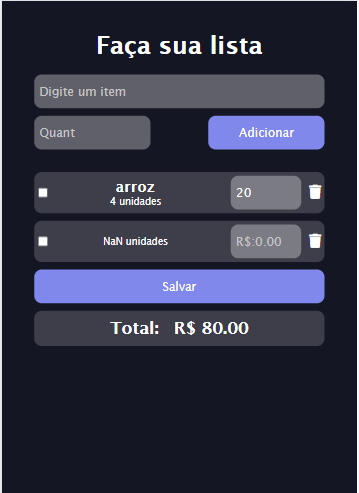 Faça sua lista
Digite um item
Quant
Adicionar
arroz
4 unidades
20
NaN unidades
R$:0.00
Salvar
Total: R$ 80.00